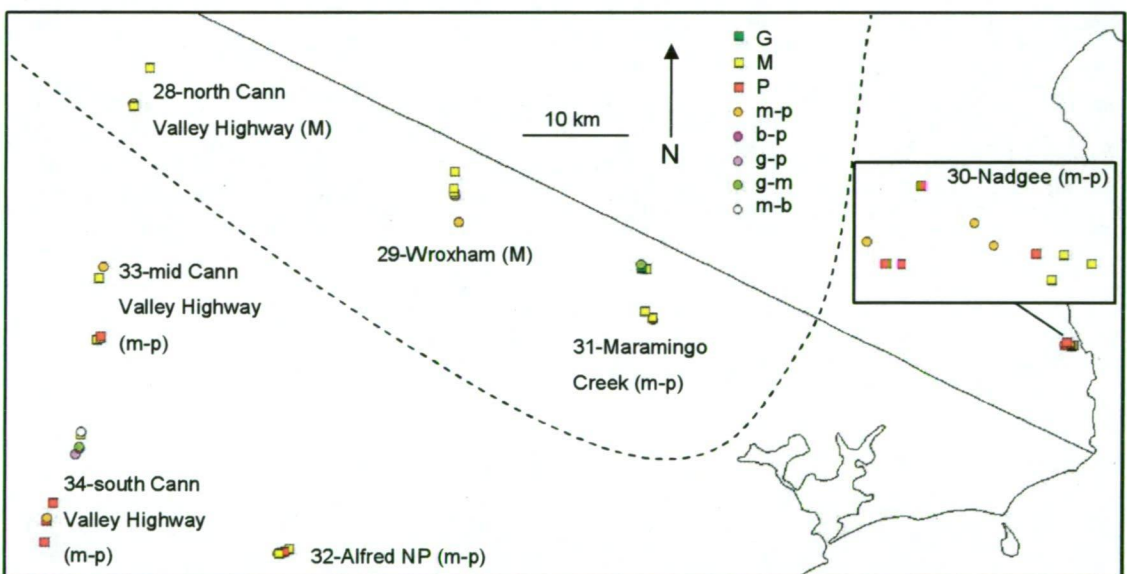 28-north Cann
Valley Highway (M)
10 km
N
G
M
P
m-p
b-p
g-p
g-m
m-b
30-Nadgee (m-p)
29-Wroxham (M)
33-mid Cann
Valley Highway
(m-p)
31-Maramingo
Creek (m-p)
34-south Cann
Valley Highway
(m-p)
32-Alfred NP (m-p)